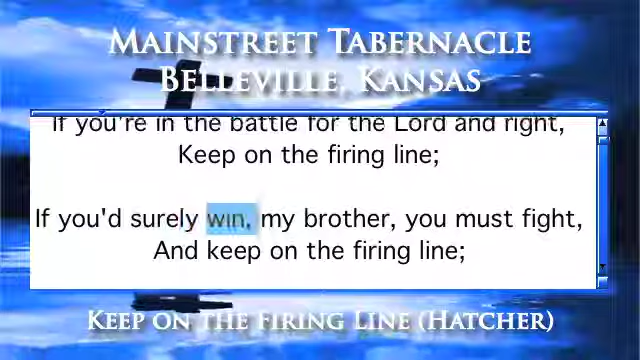 Mainstreet Tabernacle
Belleville, Kansas
If you're in the battle for the Lord and right,
Keep on the firing line;
If you'd surely win, my brother, you must fight,
And keep on the firing line;
Keep on the Firing Line (Hatcher)